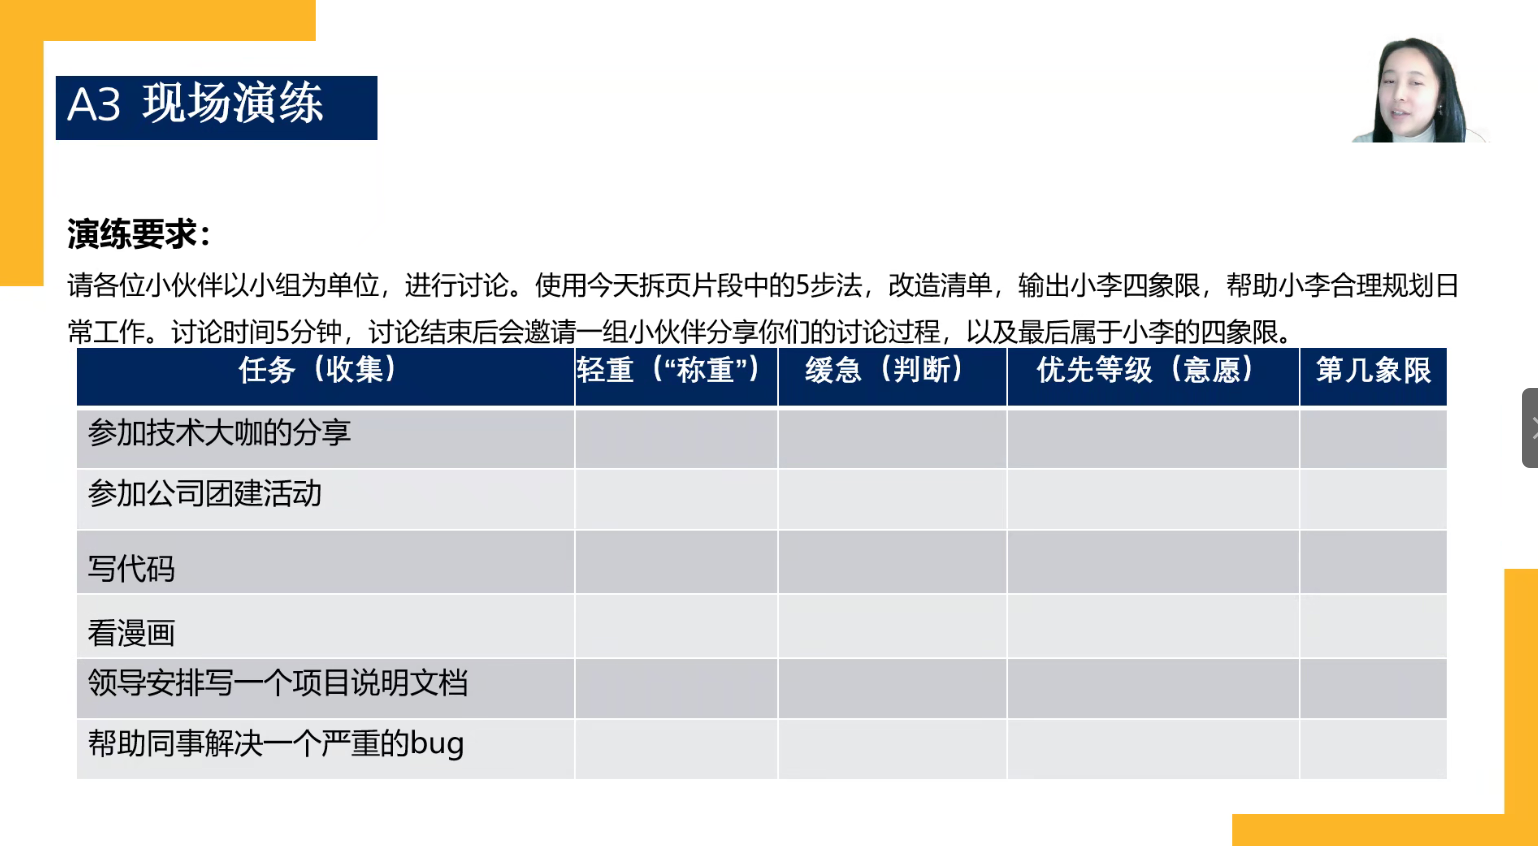 A3 现场演练
演练要求：
请各位小伙伴以小组为单位，进行讨论。使用今天拆页片段中的5步法，改造清单，输出小李四象限，帮助小李合理规划日
常工作。讨论时间5分钟，讨论结束后会邀请一组小伙伴分享你们的讨论过程，以及最后属于小李的四象限。
任务（收集） 轻重（“称重”） 缓急（判断） 优先等级（意愿） 第几象限
参加技术大咖的分享
参加公司团建活动
写代码
看漫画
领导安排写一个项目说明文档
帮助同事解决一个严重的bug